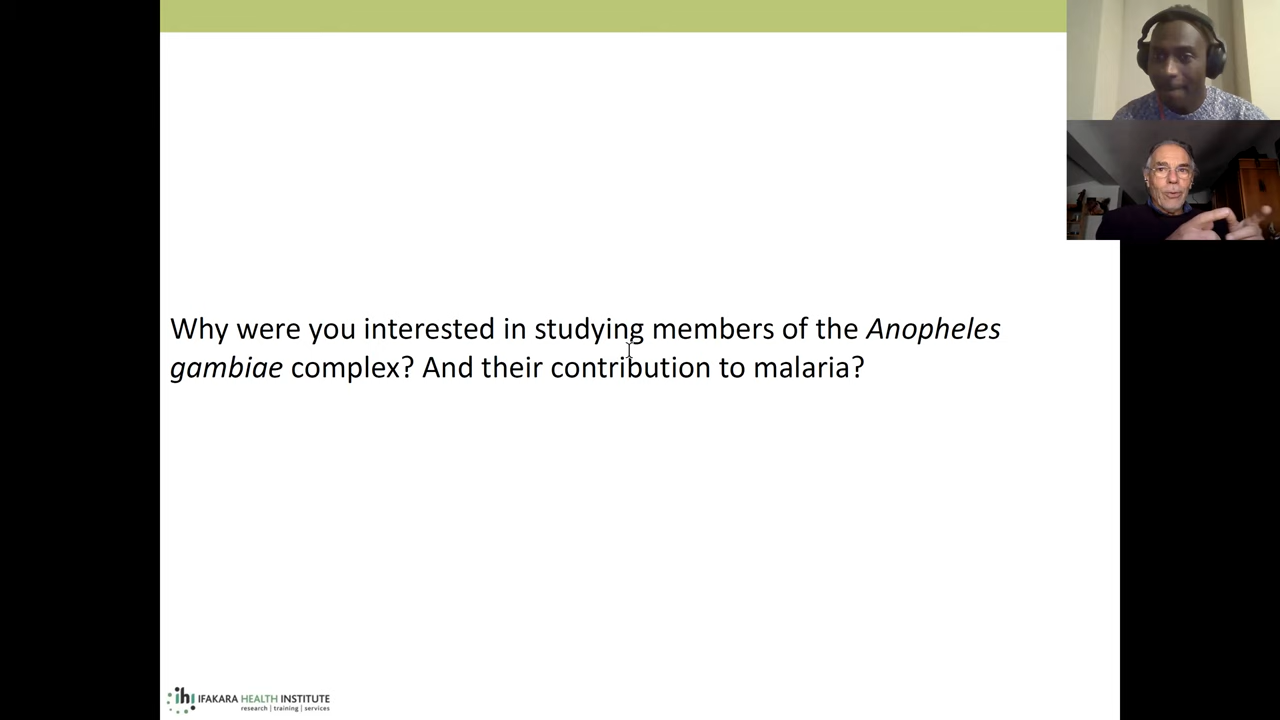 Why were you interested in studying members of the Anopheles
gambiae complex? And their contribution to malaria?
ihi IFAKARA HEALTH INSTITUTE
research | training | services